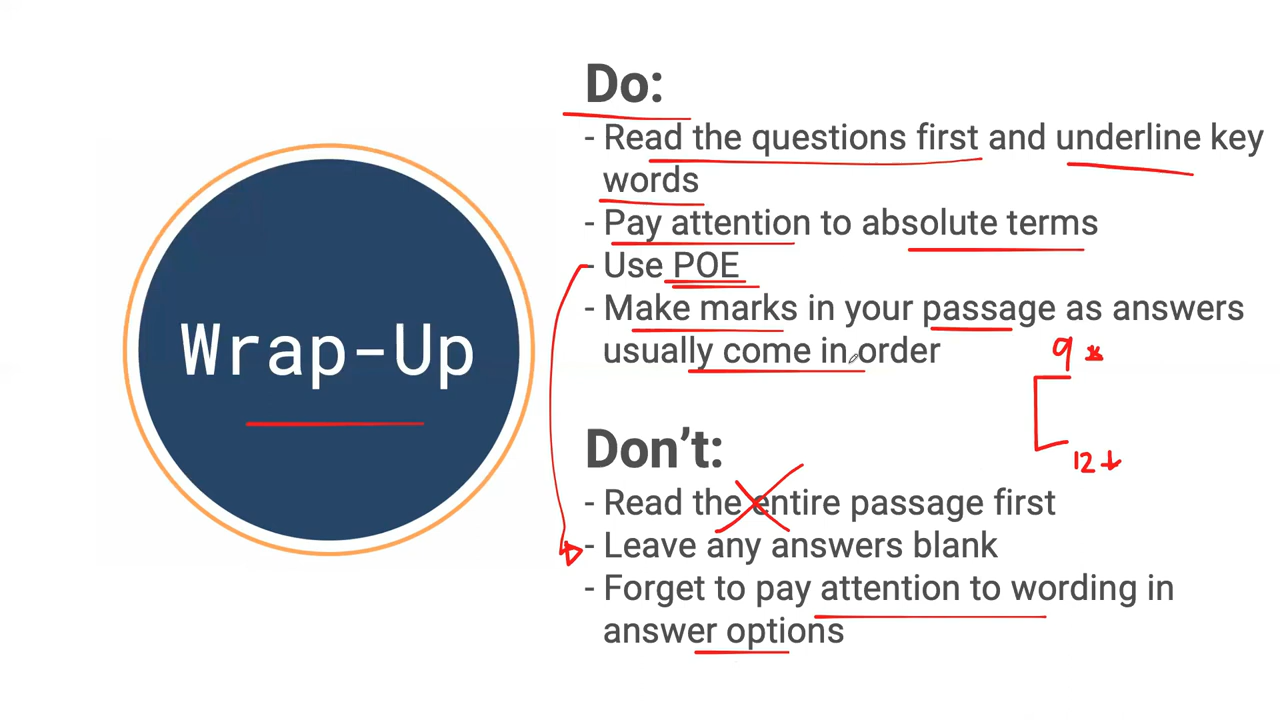 Wrap-Up
Do:
- Read the questions first and underline key
words
- Pay attention to absolute terms
- Use POE
- Make marks in your passage as answers
usually come in order
9 *
12
Don't:
- Read the entire passage first
- Leave any answers blank
- Forget to pay attention to wording in
answer options